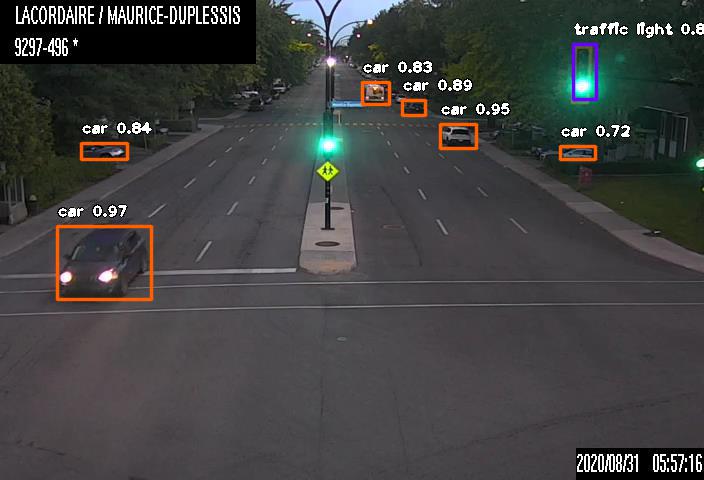 LACORDAIRE / MAURICE-DUPLESSIS
9297-496 *
traffic light 0.8
car 0.83
car 0.89
car 0.95
car 0.84
car 0.72
car 0.97
2020/08/31 05:57:16